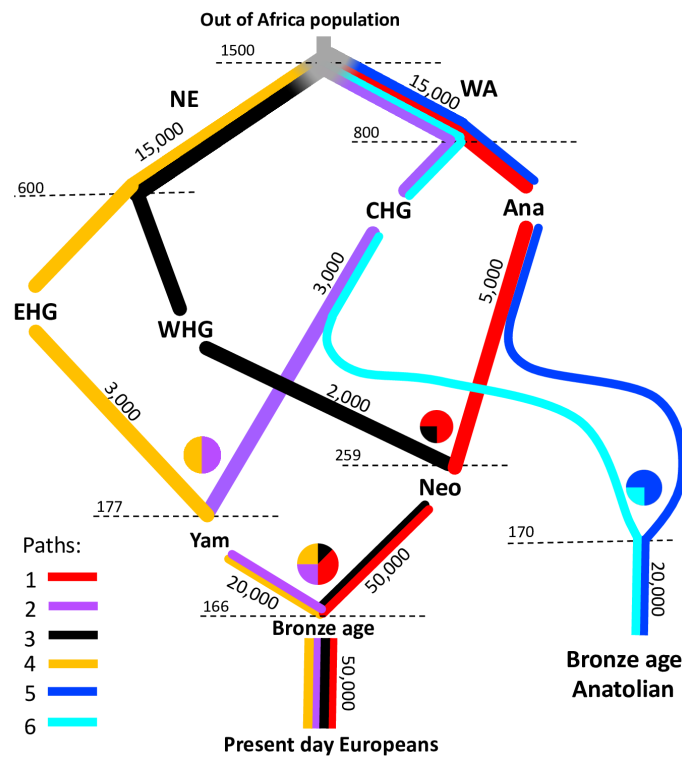 Out of Africa population
1500
NE
15,000
WA
15,000
800
600
CHG
Ana
3,000
5,000
EHG
WHG
3,000
2,000
259
Neo
177
170
Yam
Paths:
1
2
3
4
5
6
20,000
50,000
20,000
166
Bronze age
50,000
Bronze age
Anatolian
Present day Europeans